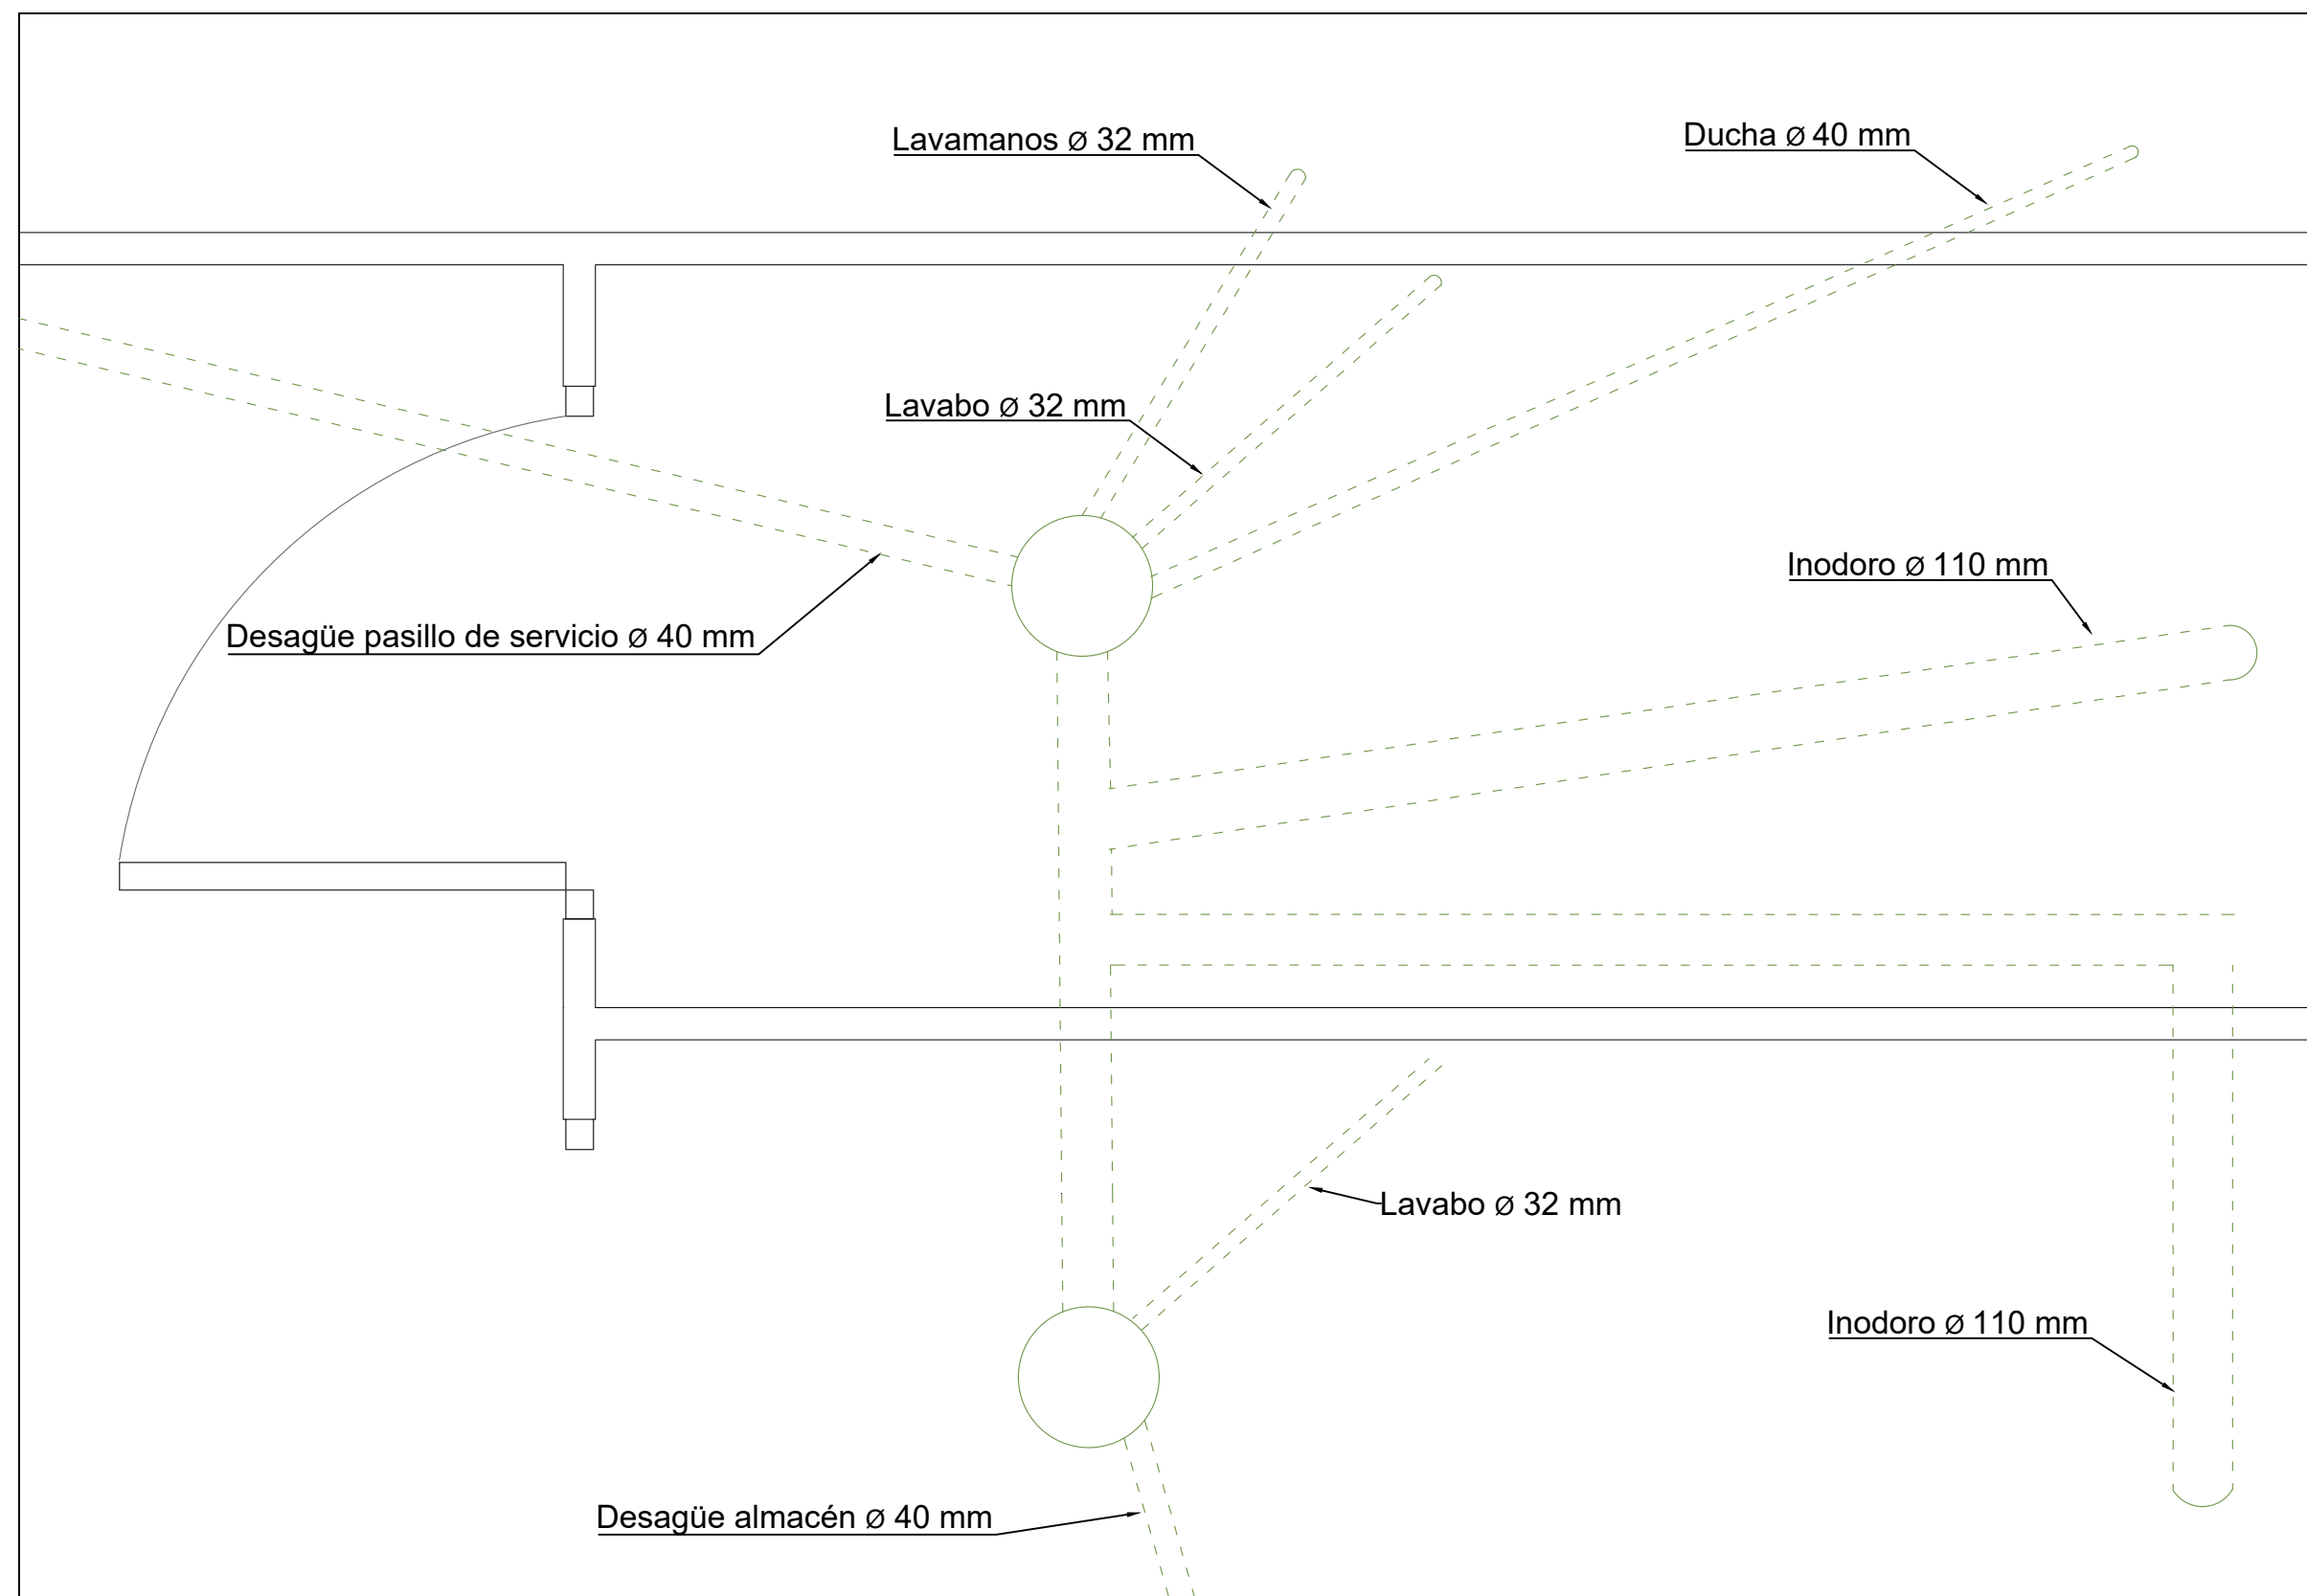 Lavamanos Ø 32 mm
Ducha Ø 40 mm
Lavabo Ø 32 mm
Inodoro Ø 110 mm
Desagüe pasillo de servicio Ø 40 mm
Lavabo Ø 32 mm
Inodoro Ø 110 mm
Desagüe almacén Ø 40 mm